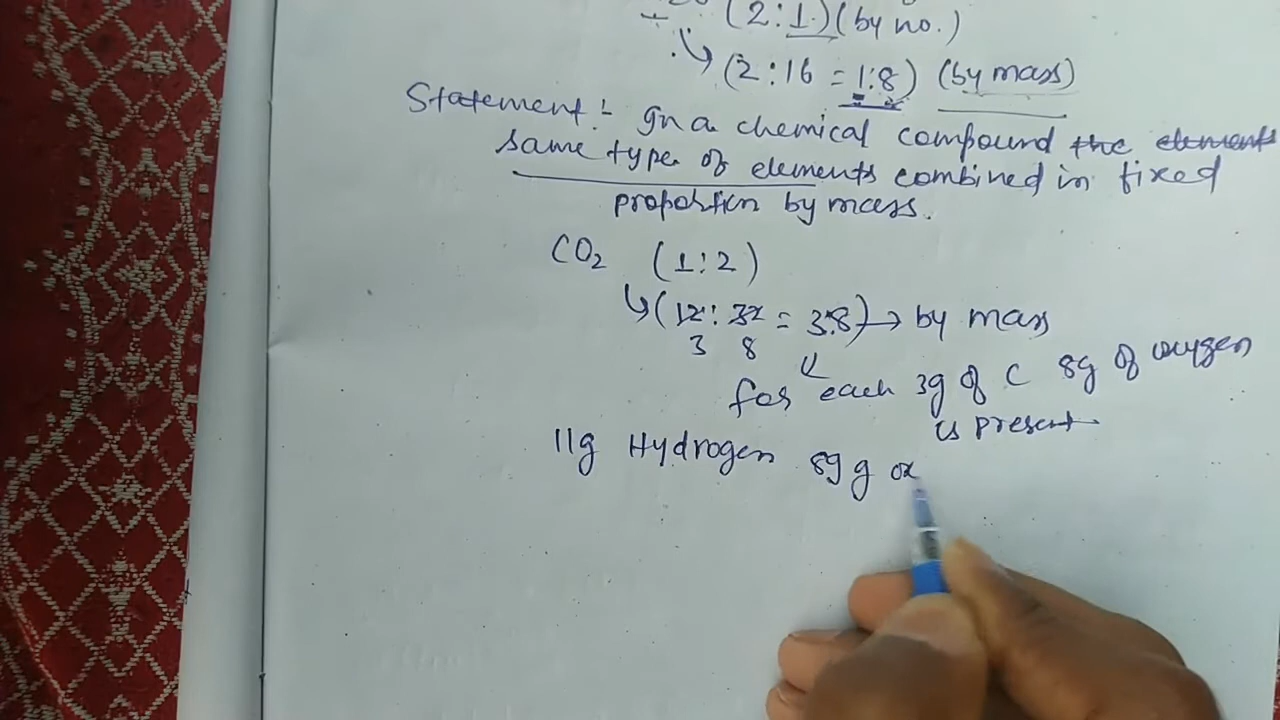 (2:1) (by no.)
↳ (2:16 = 1:8) (by mass)
Statement:- In a chemical compound the elements
same type of elements combined in fixed
proportion by mass.
CO2 (1:2)
↳ (12: 32 = 3:8) → by mass
3 8
for each 3g of C 8g of oxygen
is present
11g Hydrogen 8g g ox